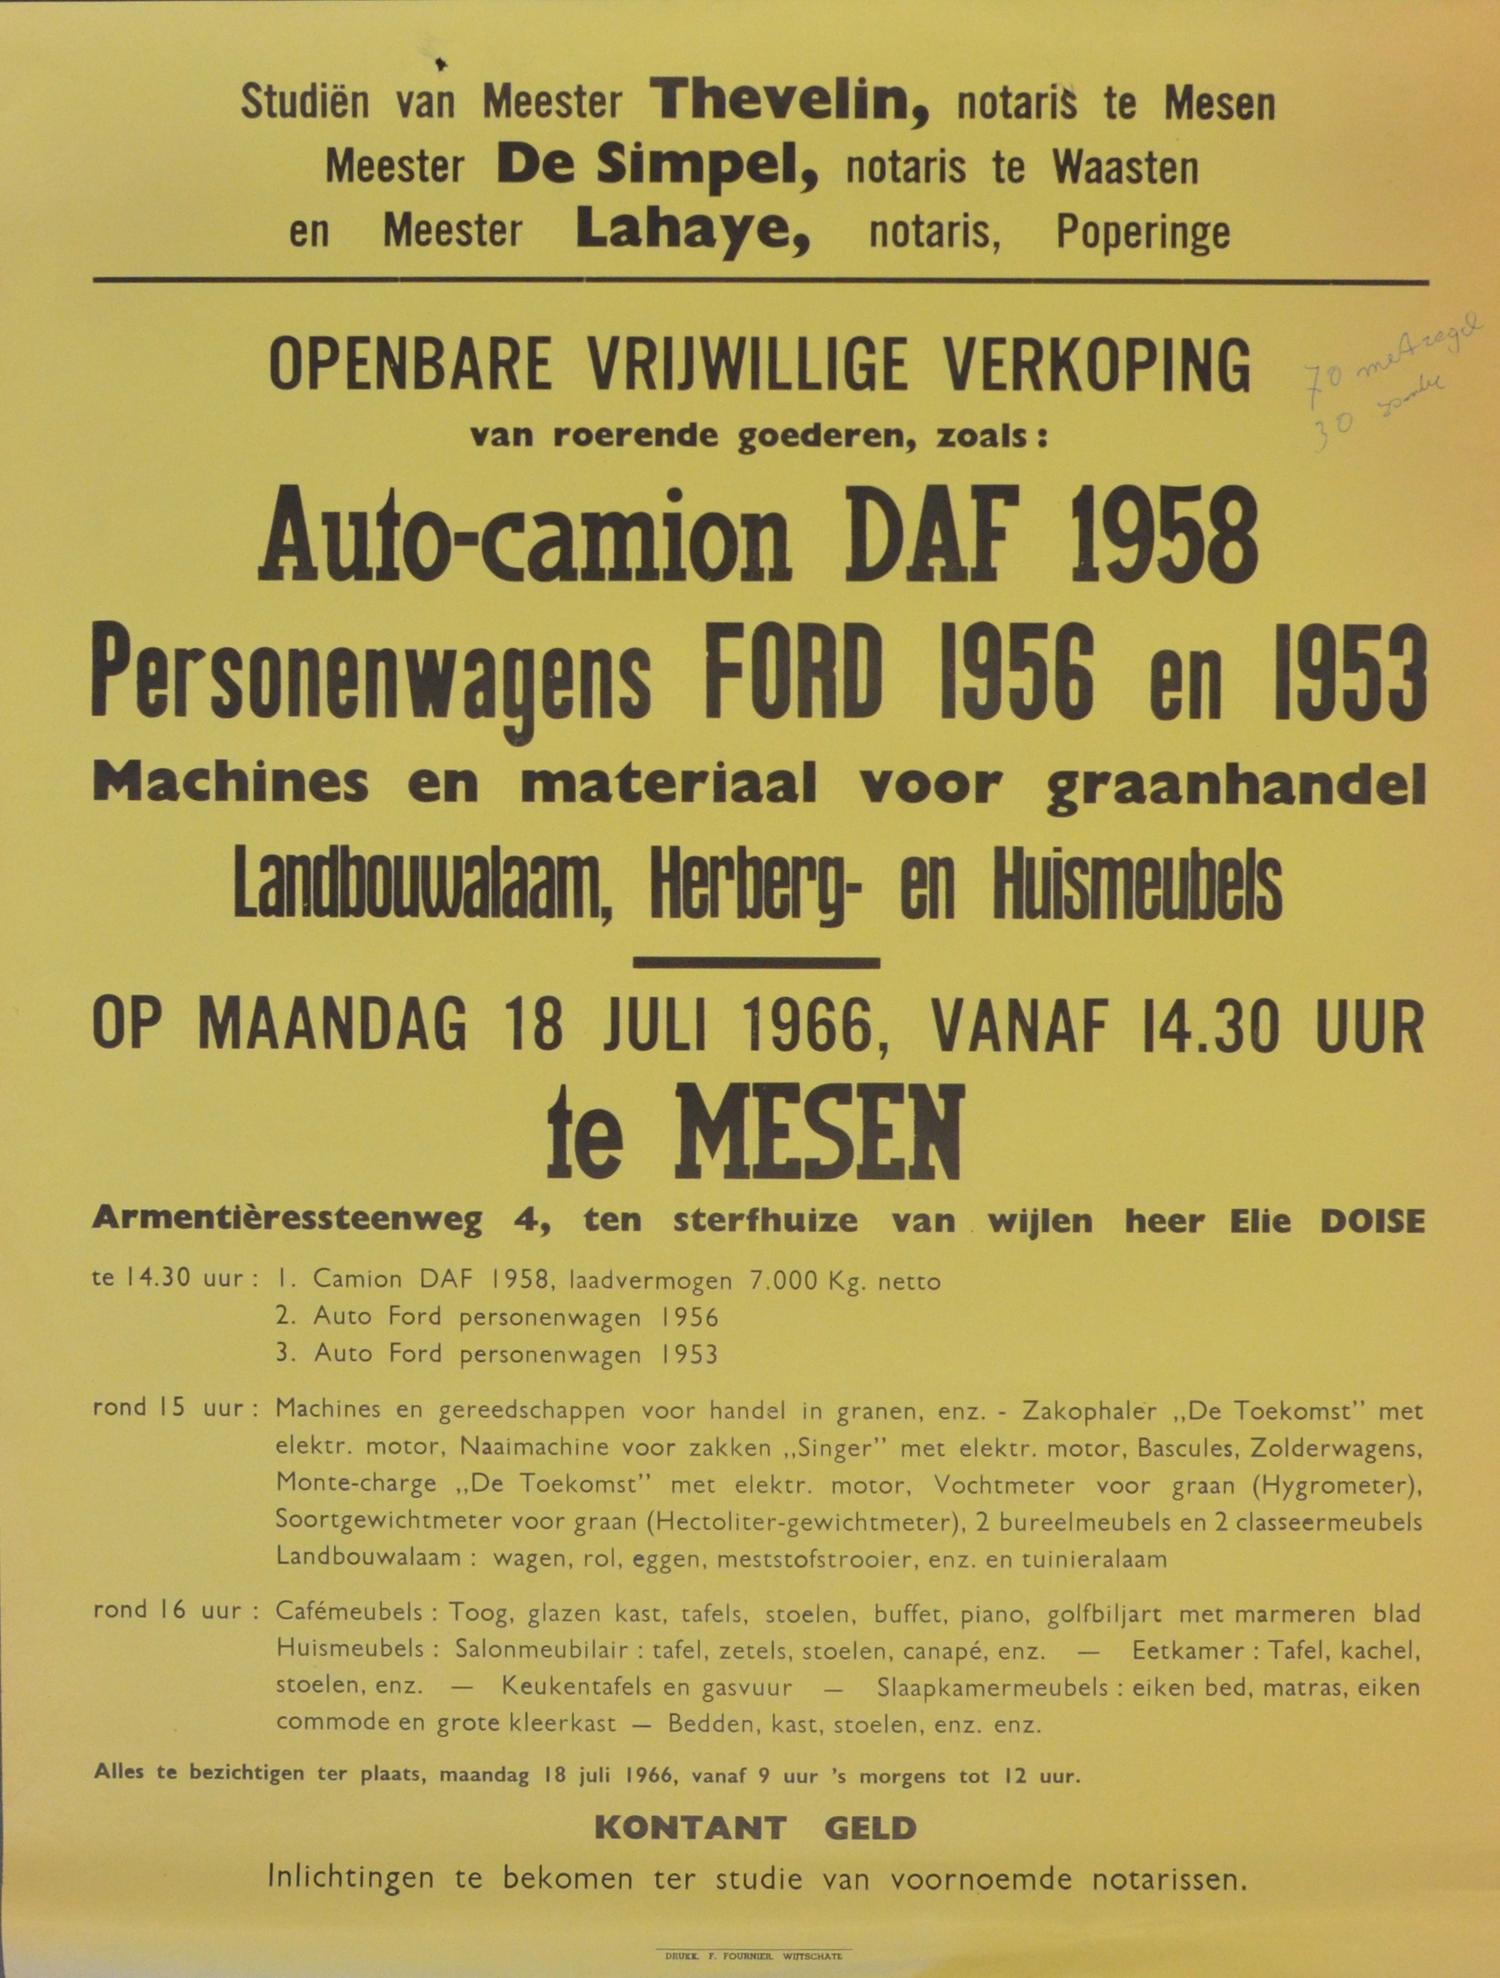 Studiën van Meester Thevelin, notaris te Mesen
Meester De Simpel, notaris te Waasten
en Meester Lahaye, notaris, Poperinge
OPENBARE VRIJWILLIGE VERKOPING
70 met zegel
30 zonder
van roerende goederen, zoals :
Auto-camion DAF 1958
Personenwagens FORD 1956 en 1953
Machines en materiaal voor graanhandel
Landbouwalaam, Herberg- en Huismeubels
OP MAANDAG 18 JULI 1966, VANAF 14.30 UUR
te MESEN
Armentièressteenweg 4, ten sterfhuize van wijlen heer Elie DOISE
te 14.30 uur : 1. Camion DAF 1958, laadvermogen 7.000 Kg. netto
2. Auto Ford personenwagen 1956
3. Auto Ford personenwagen 1953
rond 15 uur : Machines en gereedschappen voor handel in granen, enz. - Zakophaler ,,De Toekomst'' met
elektr. motor, Naaimachine voor zakken ,,Singer'' met elektr. motor, Bascules, Zolderwagens,
Monte-charge ,,De Toekomst'' met elektr. motor, Vochtmeter voor graan (Hygrometer),
Soortgewichtmeter voor graan (Hectoliter-gewichtmeter), 2 bureelmeubels en 2 classeermeubels
Landbouwalaam : wagen, rol, eggen, meststofstrooier, enz. en tuinieralaam
rond 16 uur : Cafémeubels : Toog, glazen kast, tafels, stoelen, buffet, piano, golfbiljart met marmeren blad
Huismeubels : Salonmeubilair : tafel, zetels, stoelen, canapé, enz. — Eetkamer : Tafel, kachel,
stoelen, enz. — Keukentafels en gasvuur — Slaapkamermeubels : eiken bed, matras, eiken
commode en grote kleerkast — Bedden, kast, stoelen, enz. enz.
Alles te bezichtigen ter plaats, maandag 18 juli 1966, vanaf 9 uur 's morgens tot 12 uur.
KONTANT GELD
Inlichtingen te bekomen ter studie van voornoemde notarissen.
DRUKK. F. FOURNIER, WIJTSCHATE